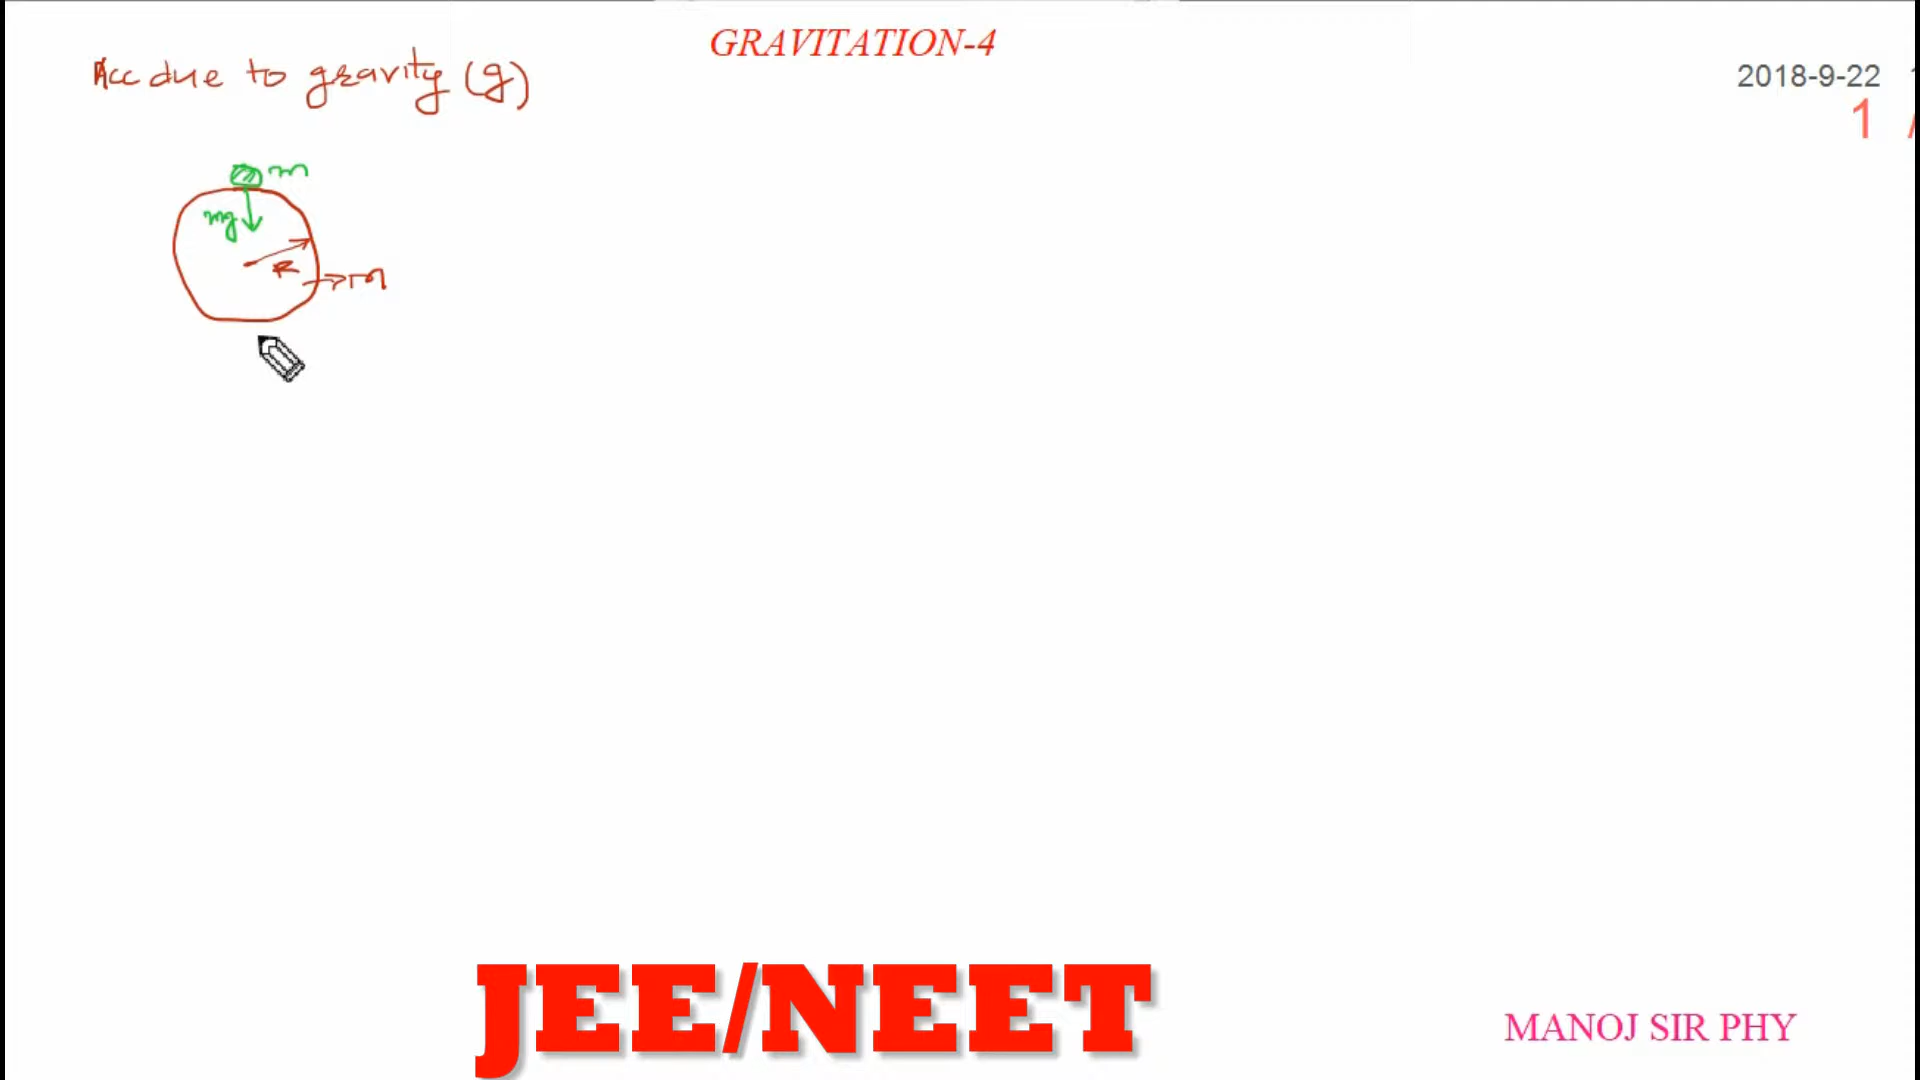 GRAVITATION-4
Acc due to gravity (g)
2018-9-22
1 /
m
mg
R
M
JEE/NEET
MANOJ SIR PHY